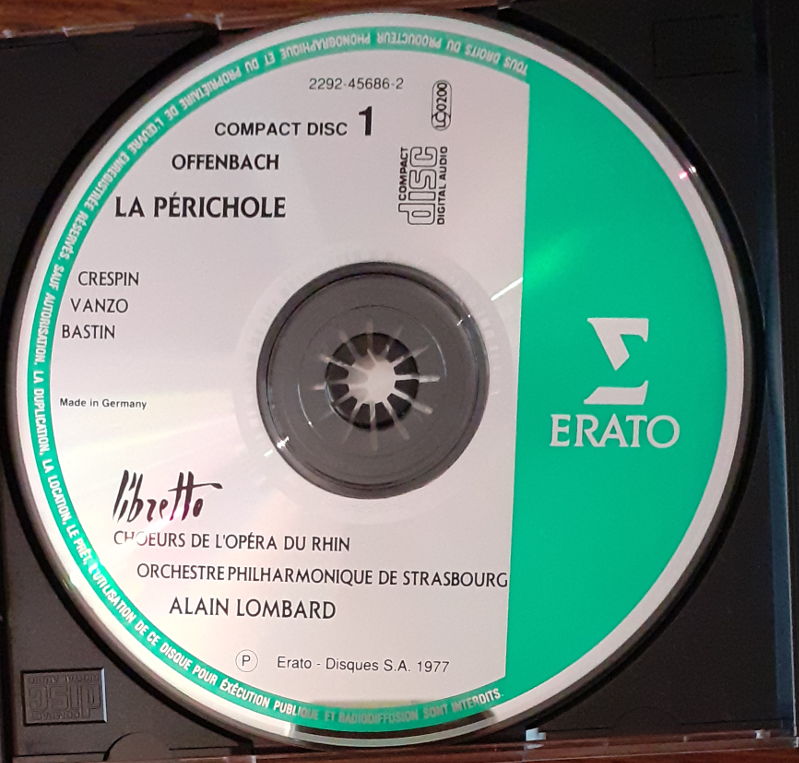 TOUS DROITS DU PRODUCTEUR PHONOGRAPHIQUE ET DU PROPRIÉTAIRE DE L'ŒUVRE ENREGISTRÉE RÉSERVÉS. SAUF AUTORISATION, LA DUPLICATION, LA LOCATION, LE PRÊT, L'UTILISATION DE CE DISQUE POUR EXÉCUTION PUBLIQUE ET RADIODIFFUSION SONT INTERDITS.
2292-45686-2
LC 0200
COMPACT DISC 1
COMPACT
disc
DIGITAL AUDIO
OFFENBACH
LA PÉRICHOLE
CRESPIN
VANZO
BASTIN
Made in Germany
ERATO
libretto
CHOEURS DE L'OPÉRA DU RHIN
ORCHESTRE PHILHARMONIQUE DE STRASBOURG
ALAIN LOMBARD
Ⓟ Erato - Disques S.A. 1977
disc